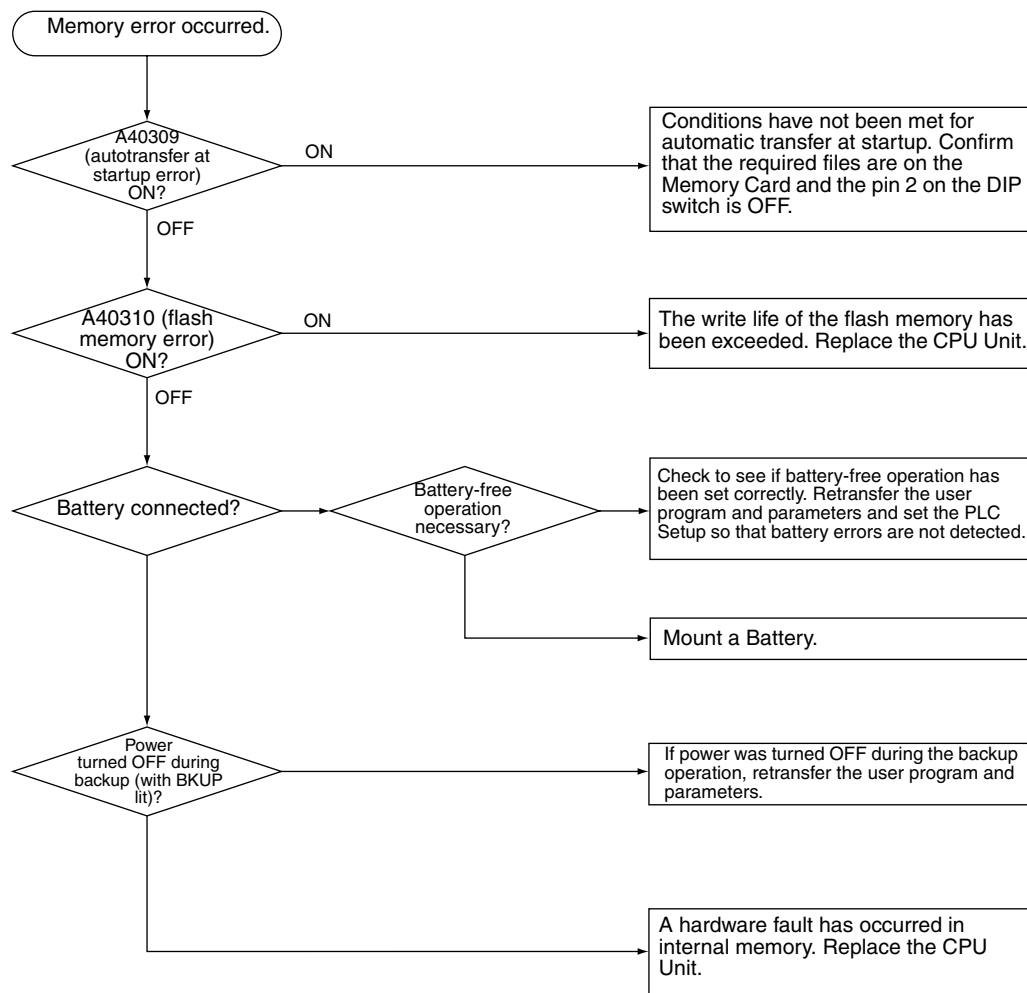 Memory error occurred.
A40309
(autotransfer at
startup error)
ON?
ON
Conditions have not been met for
automatic transfer at startup. Confirm
that the required files are on the
Memory Card and the pin 2 on the DIP
switch is OFF.
OFF
A40310 (flash
memory error)
ON?
ON
The write life of the flash memory has
been exceeded. Replace the CPU Unit.
OFF
Battery connected?
Battery-free
operation
necessary?
Check to see if battery-free operation has
been set correctly. Retransfer the user
program and parameters and set the PLC
Setup so that battery errors are not detected.
Mount a Battery.
Power
turned OFF during
backup (with BKUP
lit)?
If power was turned OFF during the backup
operation, retransfer the user program and
parameters.
A hardware fault has occurred in
internal memory. Replace the CPU
Unit.